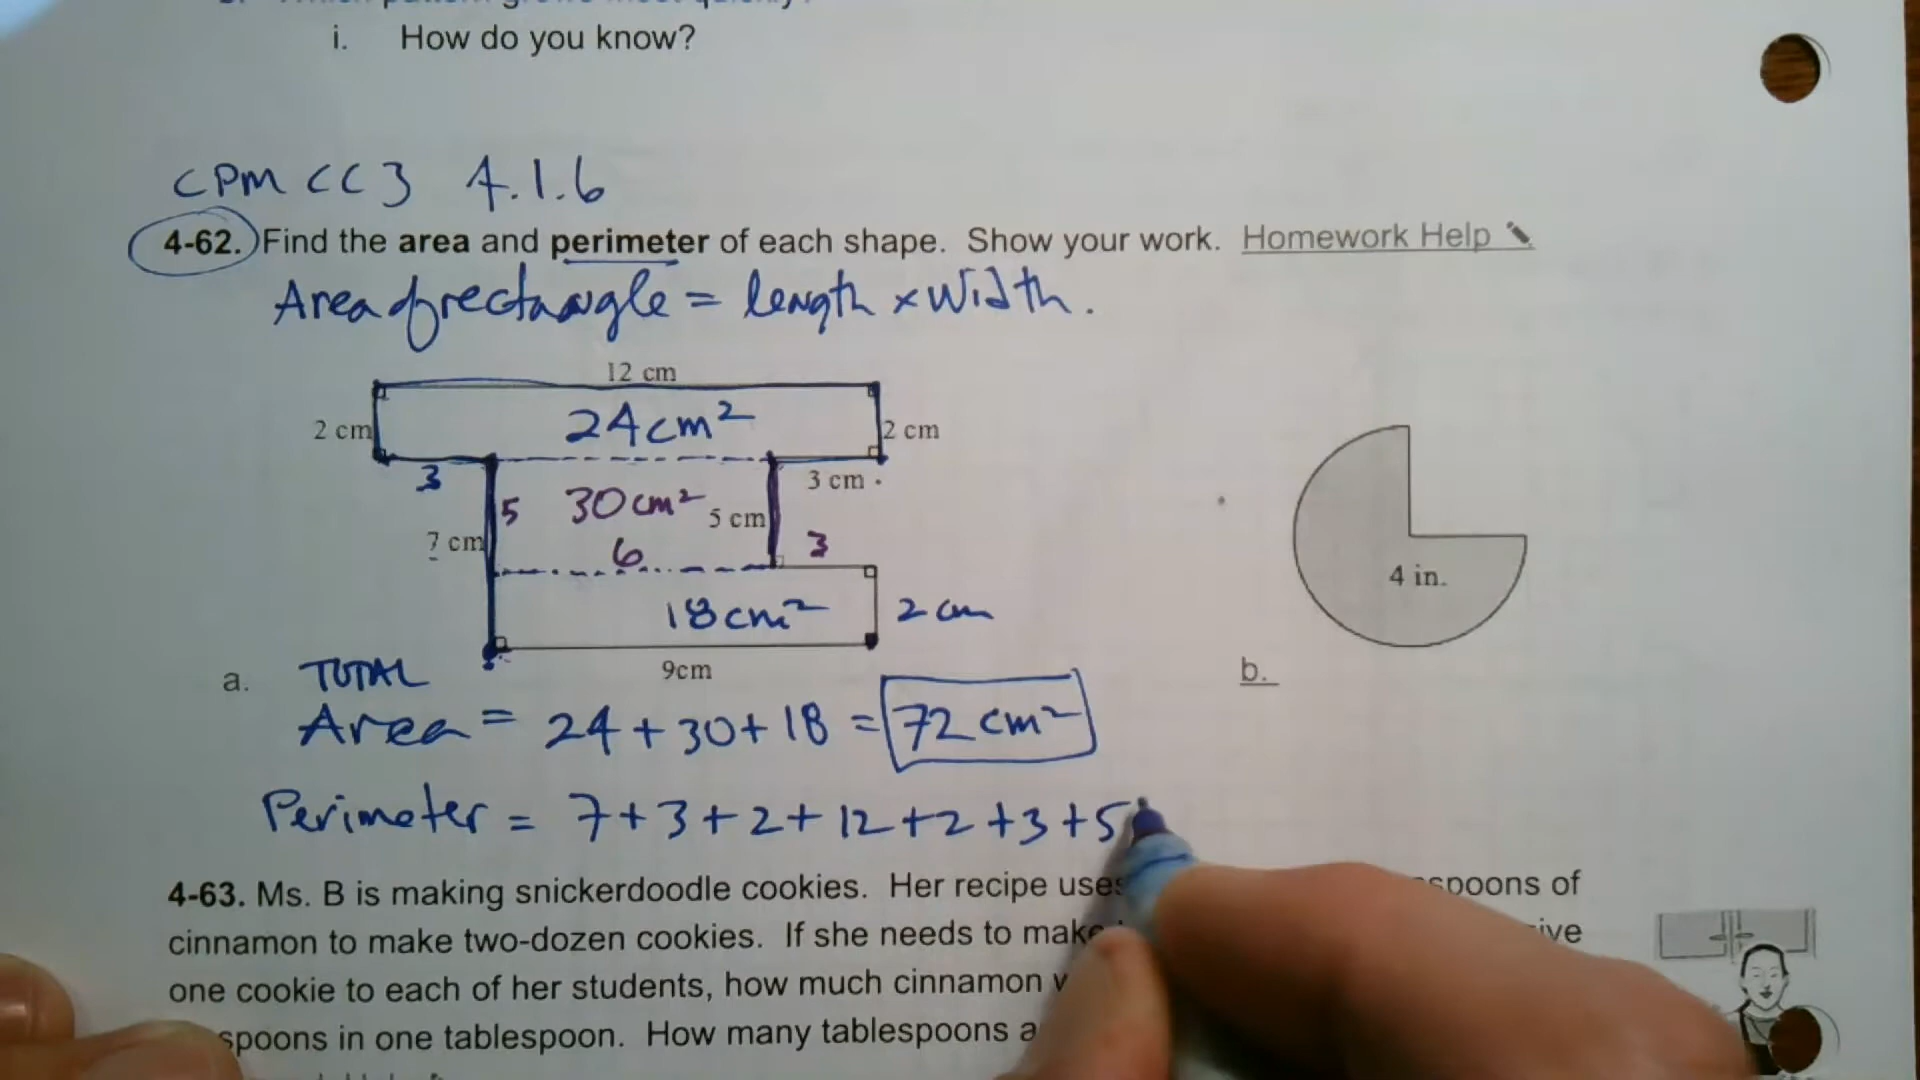 i. How do you know?
CPM CC3 4.1.6
4-62. Find the area and perimeter of each shape. Show your work. Homework Help
Area of rectangle = length x width.
12 cm
2 cm 24cm² 2 cm
3 3 cm
5 30cm² 5 cm
7 cm 6 3
18cm² 2 cm
9cm
4 in.
a. TOTAL
b.
Area = 24+30+18 = 72 cm²
Perimeter = 7+3+2+12+2+3+5
4-63. Ms. B is making snickerdoodle cookies. Her recipe uses spoons of
cinnamon to make two-dozen cookies. If she needs to make
one cookie to each of her students, how much cinnamon
spoons in one tablespoon. How many tablespoons